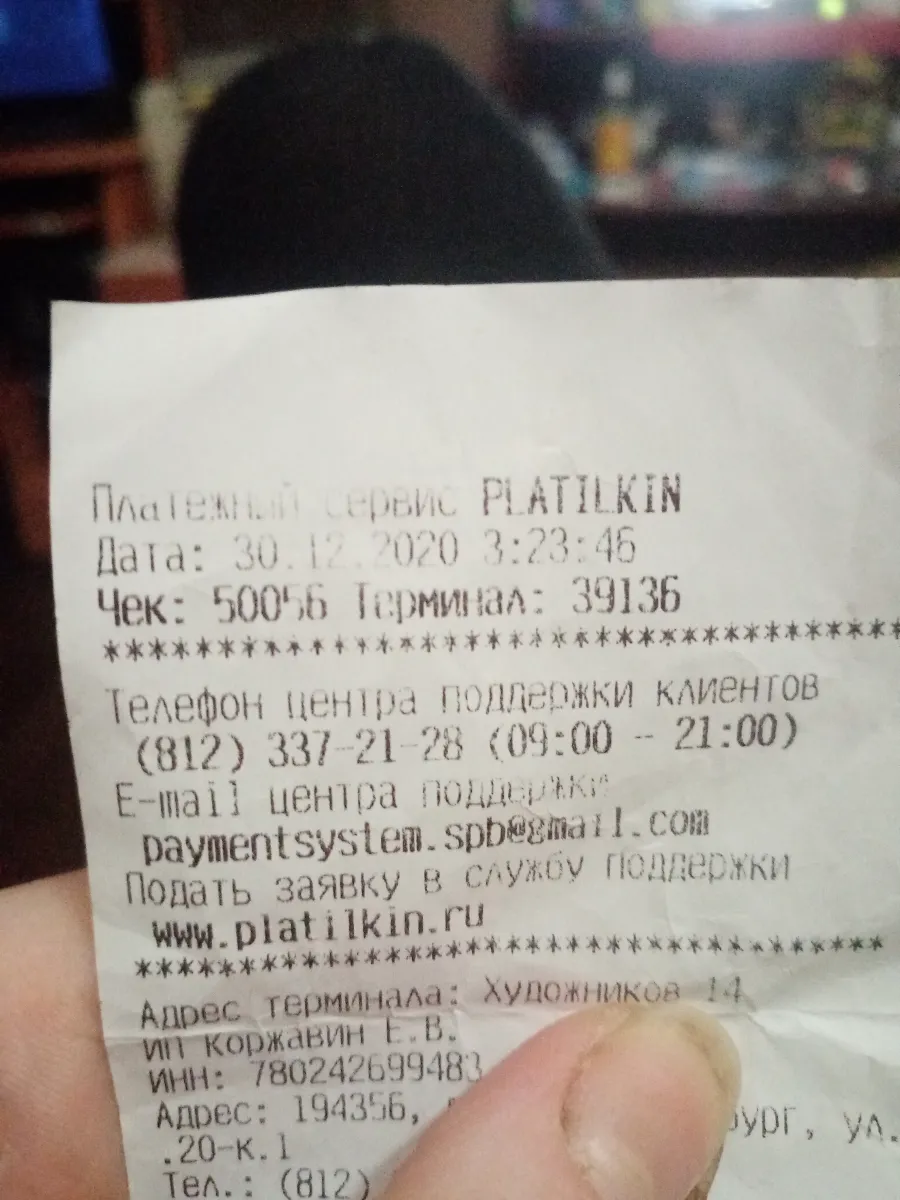 Платежный сервис PLATILKIN
Дата: 30.12.2020 3:23:46
Чек: 50056 Терминал: 39136
************************************
Телефон центра поддержки клиентов
(812) 337-21-28 (09:00 - 21:00)
E-mail центра поддержки
paymentsystem.spb@gmail.com
Подать заявку в службу поддержки
www.platilkin.ru
************************************
Адрес терминала: Художников 14
ИП Коржавин Е.В.
ИНН: 780242699483
Адрес: 194356, ул.
.20-к.1
Тел.: (812)